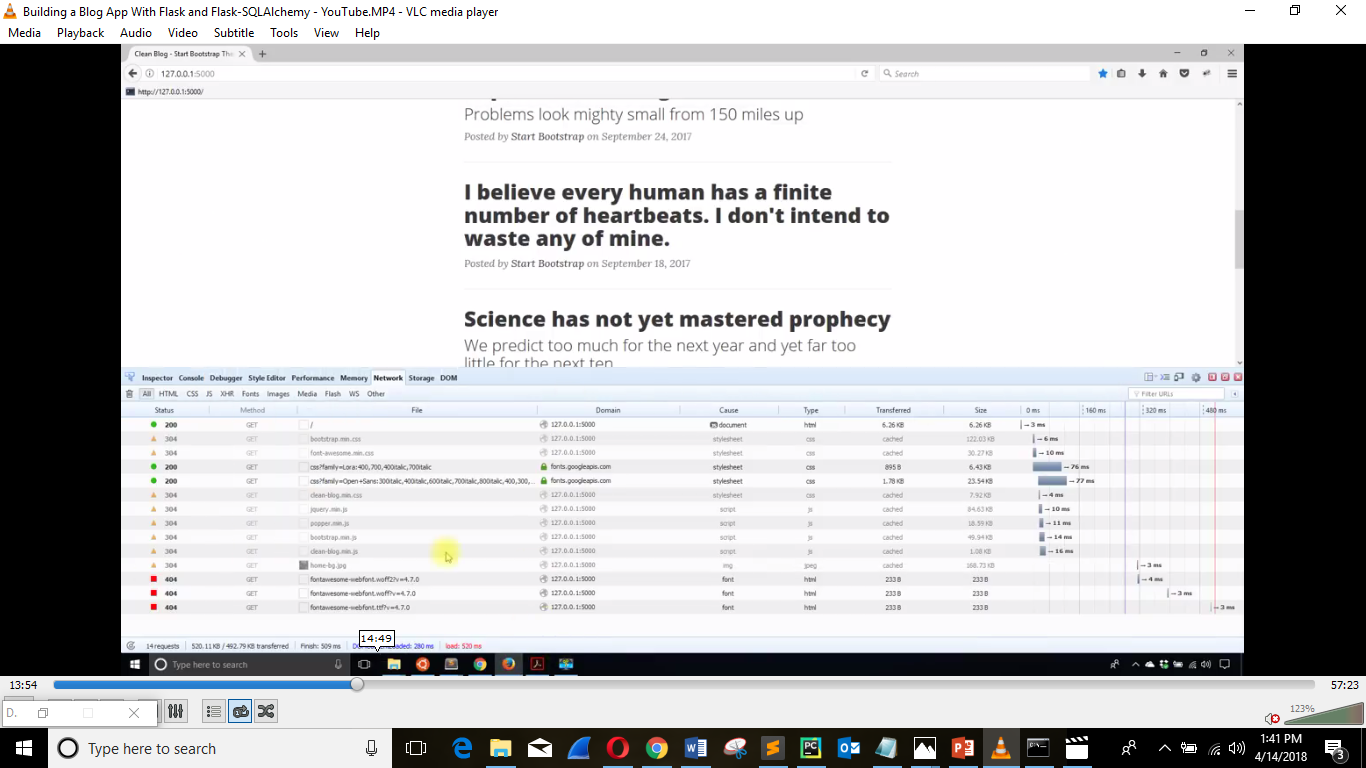 Building a Blog App With Flask and Flask-SQLAlchemy - YouTube.MP4 - VLC media player
Media Playback Audio Video Subtitle Tools View Help
Clean Blog - Start Bootstrap The
127.0.0.1:5000
Search
http://127.0.0.1:5000/
Problems look mighty small from 150 miles up
Posted by Start Bootstrap on September 24, 2017
I believe every human has a finite
number of heartbeats. I don't intend to
waste any of mine.
Posted by Start Bootstrap on September 18, 2017
Science has not yet mastered prophecy
We predict too much for the next year and yet far too
little for the next ten.
Inspector Console Debugger Style Editor Performance Memory Network Storage DOM
All HTML CSS JS XHR Fonts Images Media Flash WS Other Filter URLs
Status Method File Domain Cause Type Transferred Size 0 ms 160 ms 320 ms 480 ms
200 GET / 127.0.0.1:5000 document html 6.26 KB 6.26 KB → 3 ms
304 GET bootstrap.min.css 127.0.0.1:5000 stylesheet css cached 122.03 KB → 6 ms
304 GET font-awesome.min.css 127.0.0.1:5000 stylesheet css cached 30.27 KB → 10 ms
200 GET css?family=Lora:400,700,400italic,700italic fonts.googleapis.com stylesheet css 895 B 6.43 KB → 76 ms
200 GET css?family=Open+Sans:300italic,400italic,600italic,700italic,800italic,400,300,... fonts.googleapis.com stylesheet css 1.78 KB 23.54 KB → 77 ms
304 GET clean-blog.min.css 127.0.0.1:5000 stylesheet css cached 7.92 KB → 4 ms
304 GET jquery.min.js 127.0.0.1:5000 script js cached 84.63 KB → 10 ms
304 GET popper.min.js 127.0.0.1:5000 script js cached 18.59 KB → 11 ms
304 GET bootstrap.min.js 127.0.0.1:5000 script js cached 49.94 KB → 14 ms
304 GET clean-blog.min.js 127.0.0.1:5000 script js cached 1.08 KB → 16 ms
304 GET home-bg.jpg 127.0.0.1:5000 img jpeg cached 168.73 KB → 3 ms
404 GET fontawesome-webfont.woff2?v=4.7.0 127.0.0.1:5000 font html 233 B 233 B → 4 ms
404 GET fontawesome-webfont.woff?v=4.7.0 127.0.0.1:5000 font html 233 B 233 B → 3 ms
404 GET fontawesome-webfont.ttf?v=4.7.0 127.0.0.1:5000 font html 233 B 233 B → 3 ms
14:49
14 requests 520.11 KB / 492.79 KB transferred Finish: 509 ms 280 ms load: 520 ms
Type here to search
13:54 57:23
D.
123%
Type here to search
1:41 PM
4/14/2018
3